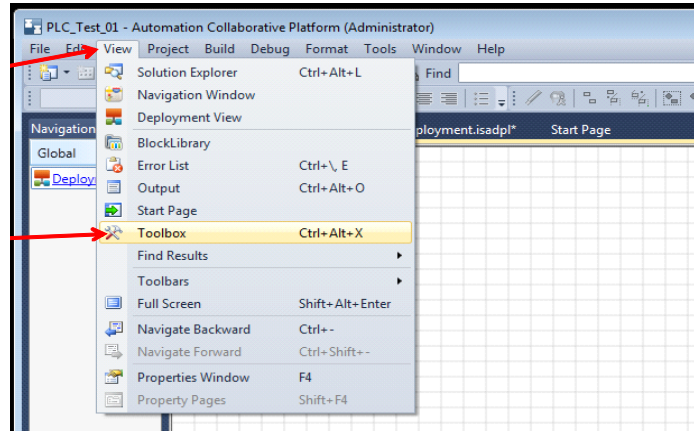 PLC_Test_01 - Automation Collaborative Platform (Administrator)
File Edi View Project Build Debug Format Tools Window Help
Solution Explorer Ctrl+Alt+L
Find
Navigation Window
Deployment View
Navigation
ployment.isadpl* Start Page
BlockLibrary
Global
Error List Ctrl+\, E
Deploy
Output Ctrl+Alt+O
Start Page
Toolbox Ctrl+Alt+X
Find Results
Toolbars
Full Screen Shift+Alt+Enter
Navigate Backward Ctrl+-
Navigate Forward Ctrl+Shift+-
Properties Window F4
Property Pages Shift+F4